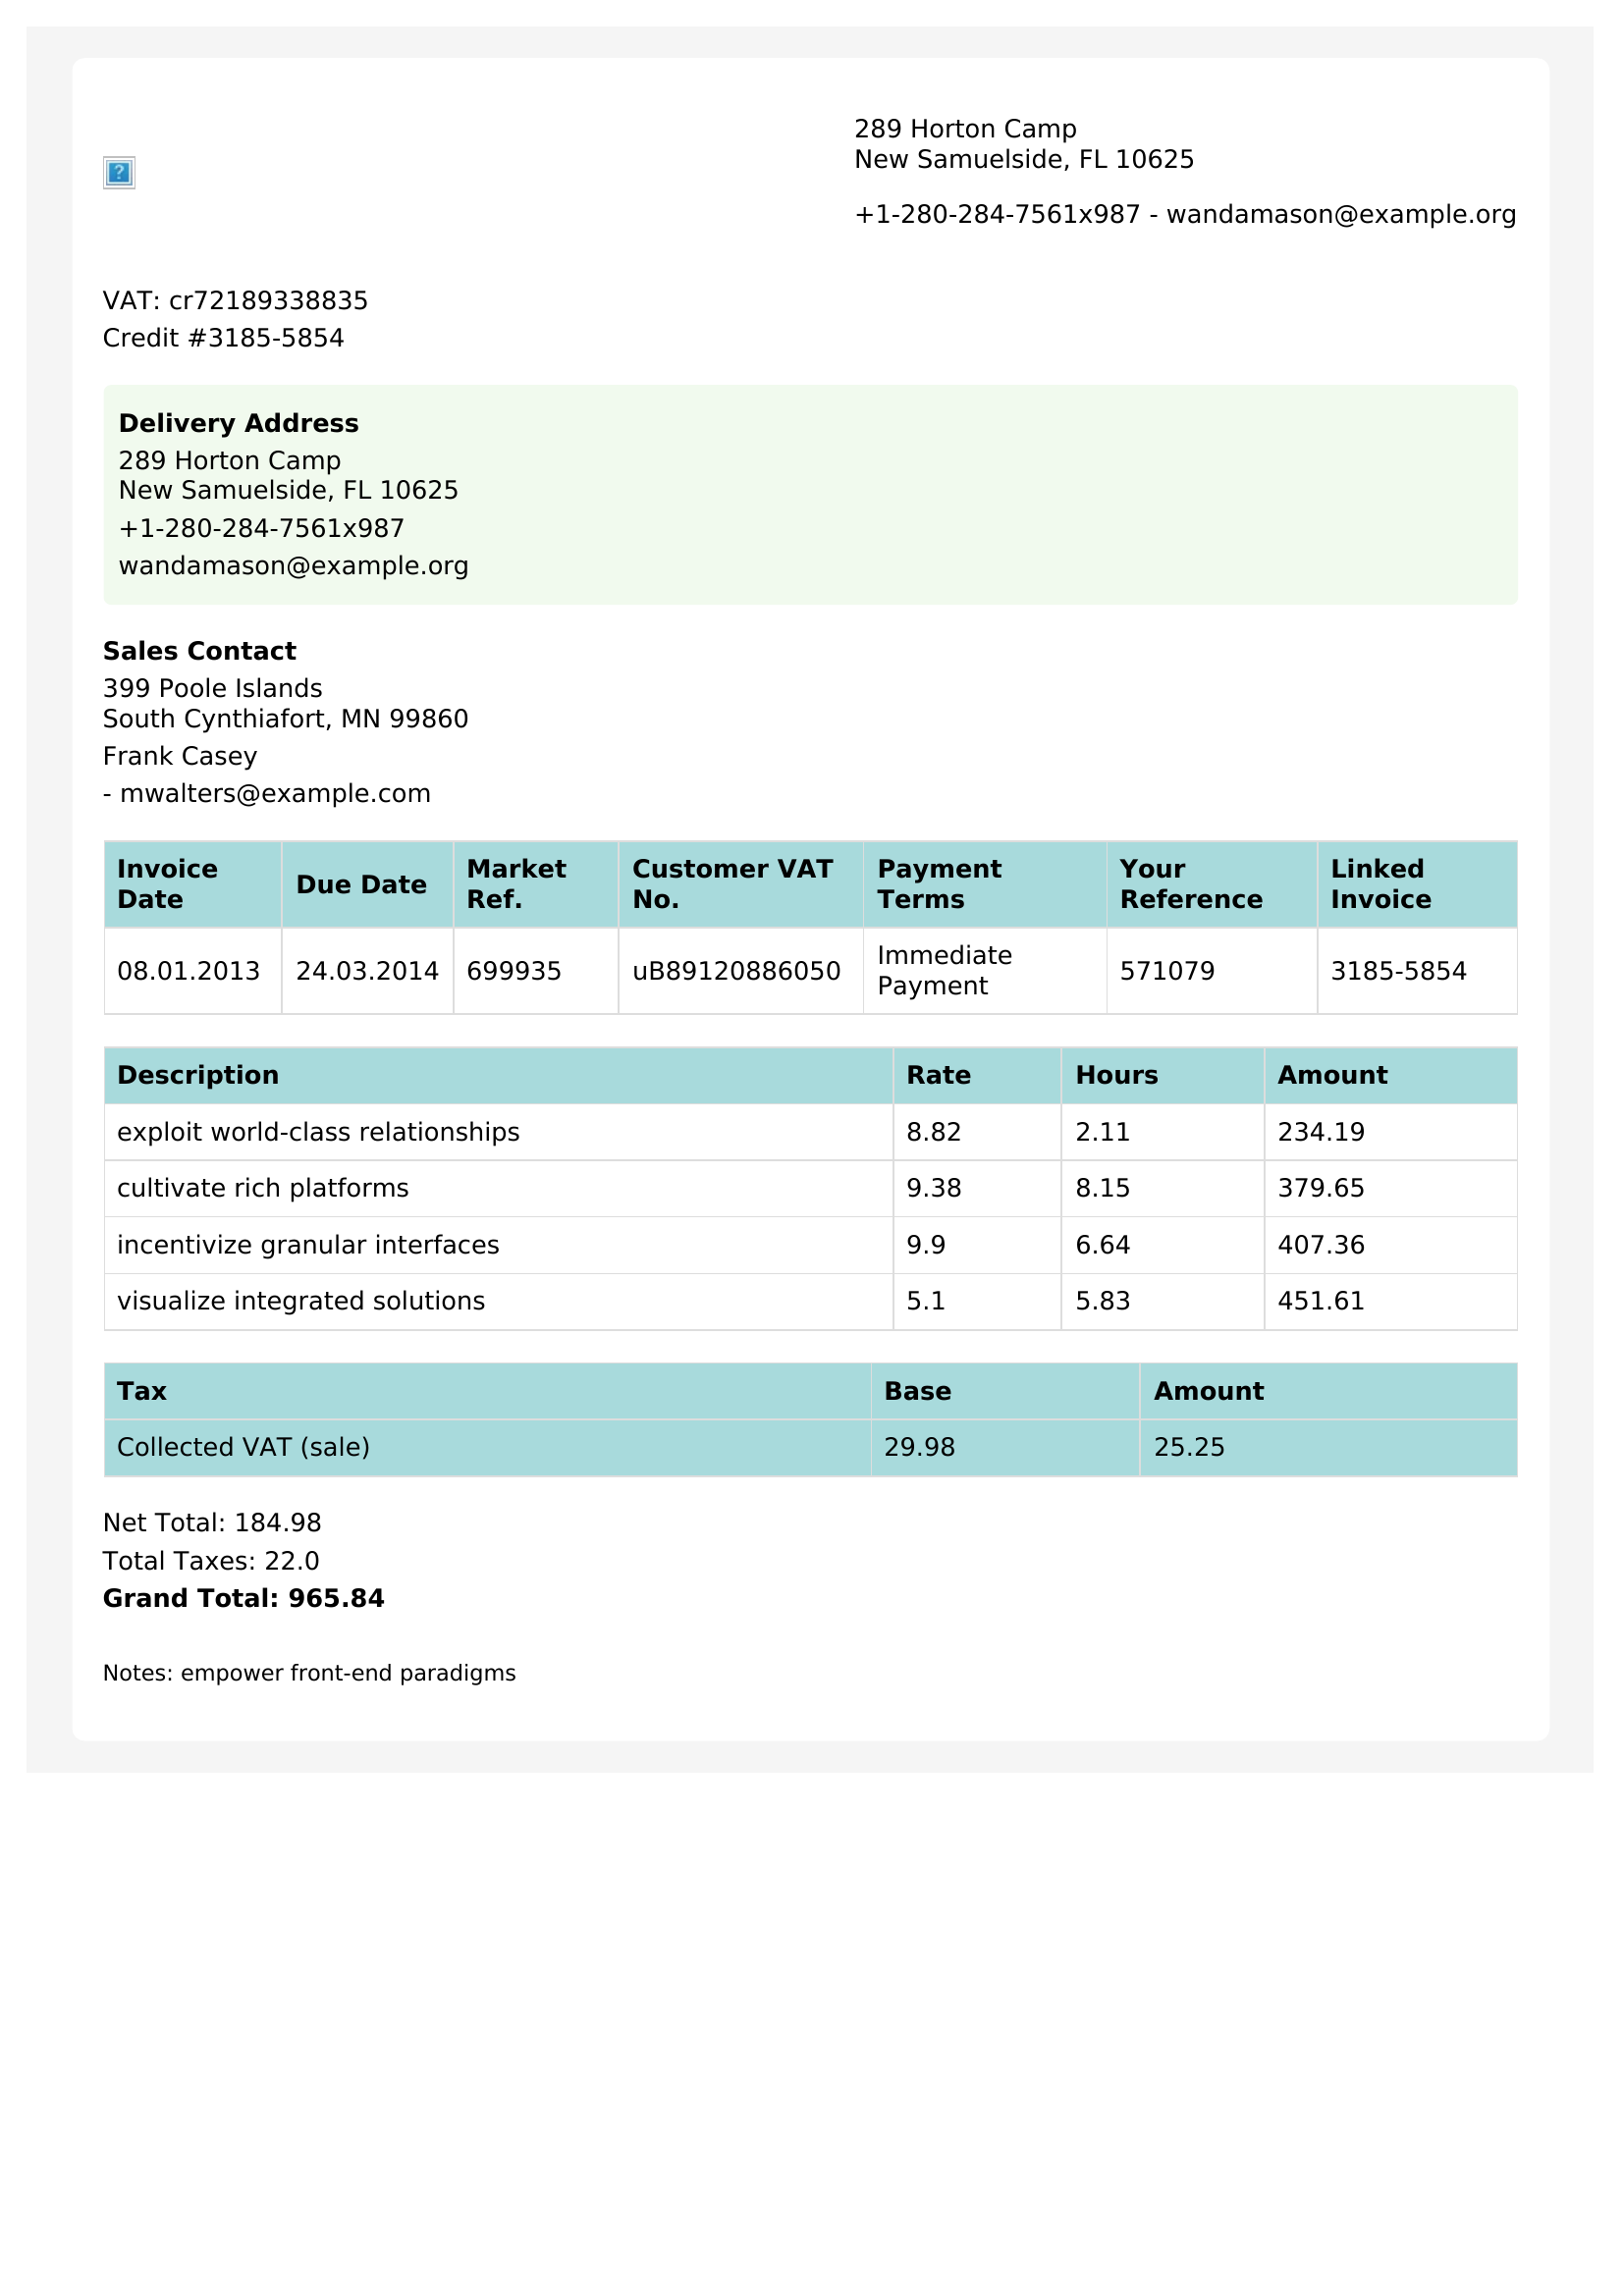 289 Horton Camp
New Samuelside, FL 10625
+1-280-284-7561x987 - wandamason@example.org
VAT: cr72189338835
Credit #3185-5854
Delivery Address
289 Horton Camp
New Samuelside, FL 10625
+1-280-284-7561x987
wandamason@example.org
Sales Contact
399 Poole Islands
South Cynthiafort, MN 99860
Frank Casey
- mwalters@example.com
Invoice Date Due Date Market Ref. Customer VAT No. Payment Terms Your Reference Linked Invoice
08.01.2013 24.03.2014 699935 uB89120886050 Immediate Payment 571079 3185-5854
Description Rate Hours Amount
exploit world-class relationships 8.82 2.11 234.19
cultivate rich platforms 9.38 8.15 379.65
incentivize granular interfaces 9.9 6.64 407.36
visualize integrated solutions 5.1 5.83 451.61
Tax Base Amount
Collected VAT (sale) 29.98 25.25
Net Total: 184.98
Total Taxes: 22.0
Grand Total: 965.84
Notes: empower front-end paradigms